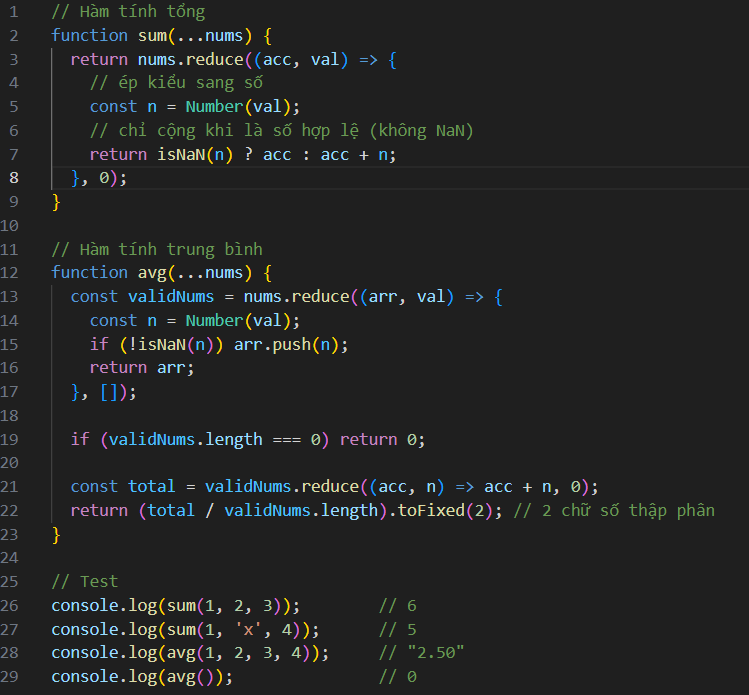 1 // Hàm tính tổng
2 function sum(...nums) {
3   return nums.reduce((acc, val) => {
4     // ép kiểu sang số
5     const n = Number(val);
6     // chỉ cộng khi là số hợp lệ (không NaN)
7     return isNaN(n) ? acc : acc + n;
8   }, 0);
9 }
10
11 // Hàm tính trung bình
12 function avg(...nums) {
13   const validNums = nums.reduce((arr, val) => {
14     const n = Number(val);
15     if (!isNaN(n)) arr.push(n);
16     return arr;
17   }, []);
18
19   if (validNums.length === 0) return 0;
20
21   const total = validNums.reduce((acc, n) => acc + n, 0);
22   return (total / validNums.length).toFixed(2); // 2 chữ số thập phân
23 }
24
25 // Test
26 console.log(sum(1, 2, 3));        // 6
27 console.log(sum(1, 'x', 4));      // 5
28 console.log(avg(1, 2, 3, 4));     // "2.50"
29 console.log(avg());               // 0